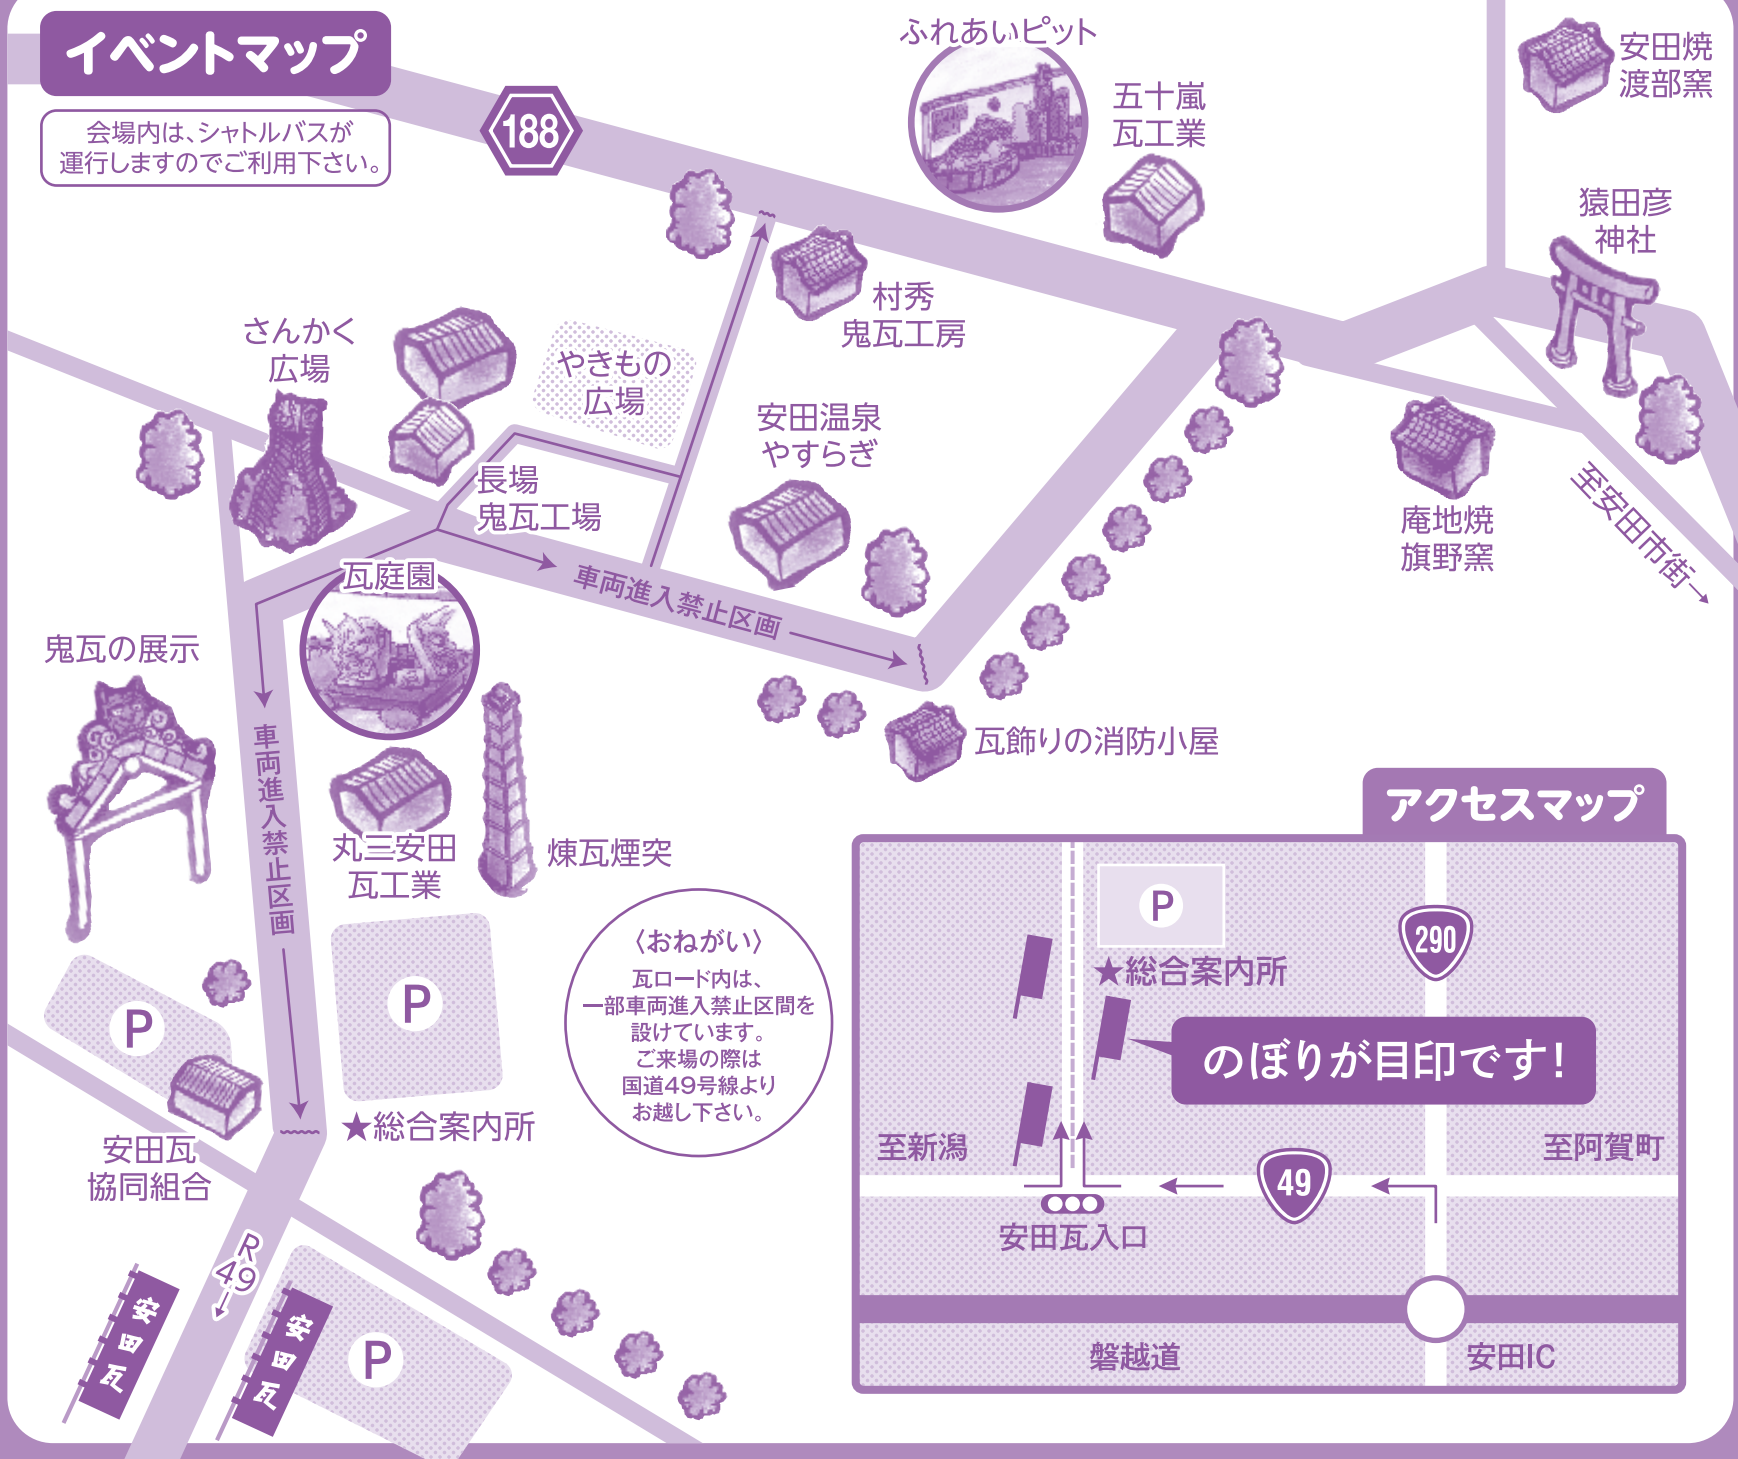 イベントマップ
会場内は、シャトルバスが
運行しますのでご利用下さい。
188
ふれあいピット
五十嵐
瓦工業
安田焼
渡部窯
猿田彦
神社
村秀
鬼瓦工房
さんかく
広場
やきもの
広場
安田温泉
やすらぎ
長場
鬼瓦工場
庵地焼
旗野窯
至安田市街→
車両進入禁止区画
瓦庭園
鬼瓦の展示
車両進入禁止区画
瓦飾りの消防小屋
丸三安田
瓦工業
煉瓦煙突
P
P
★総合案内所
安田瓦
協同組合
R
49
←
安田瓦
安田瓦
P
〈おねがい〉
瓦ロード内は、
一部車両進入禁止区間を
設けています。
ご来場の際は
国道49号線より
お越し下さい。
アクセスマップ
P
★総合案内所
290
のぼりが目印です!
至新潟
至阿賀町
49
安田瓦入口
磐越道
安田IC